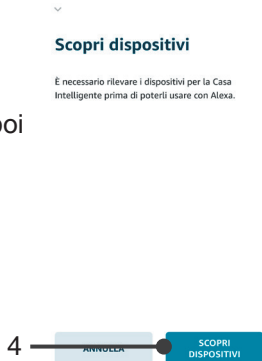 Scopri dispositivi
È necessario rilevare i dispositivi per la Casa
Intelligente prima di poterli usare con Alexa.
poi
4
ANNULLA
SCOPRI
DISPOSITIVI